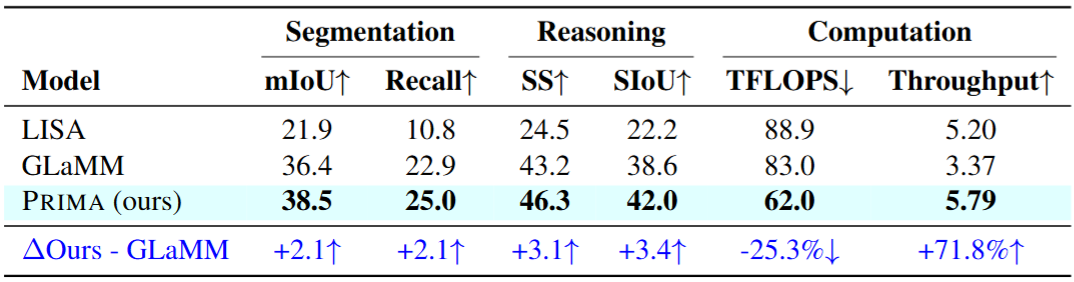 Segmentation Reasoning Computation
Model mIoU↑ Recall↑ SS↑ SIoU↑ TFLOPS↓ Throughput↑
LISA 21.9 10.8 24.5 22.2 88.9 5.20
GLaMM 36.4 22.9 43.2 38.6 83.0 3.37
PRIMA (ours) 38.5 25.0 46.3 42.0 62.0 5.79
ΔOurs - GLaMM +2.1↑ +2.1↑ +3.1↑ +3.4↑ -25.3%↓ +71.8%↑